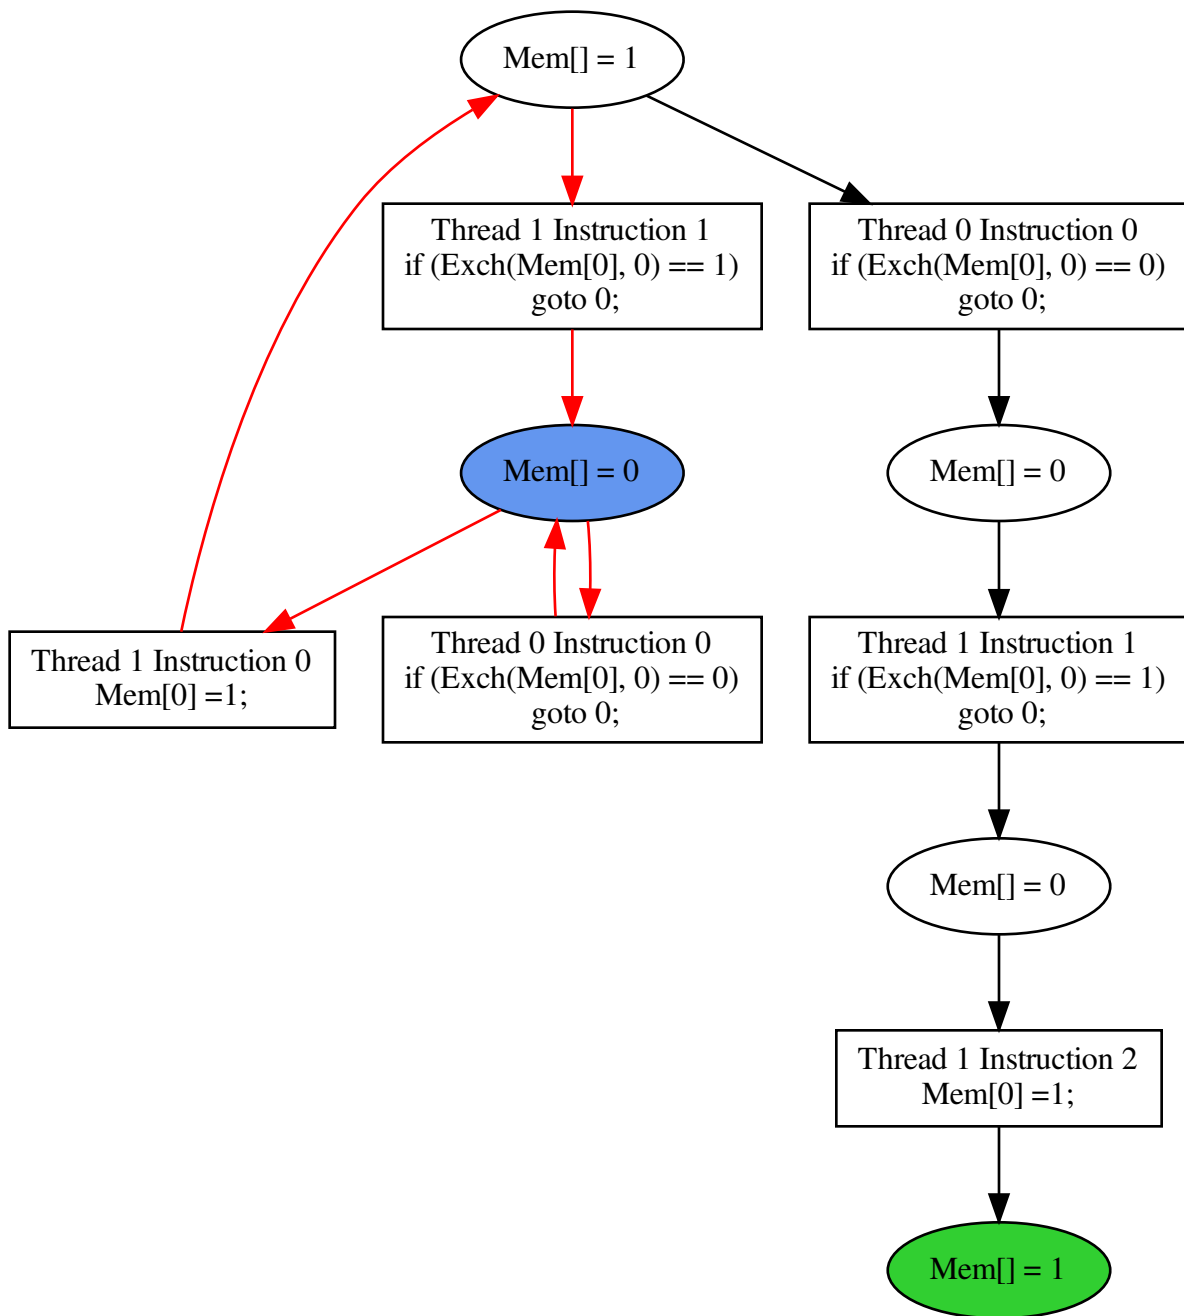 Mem[] = 1
Thread 1 Instruction 1
if (Exch(Mem[0], 0) == 1)
goto 0;
Thread 0 Instruction 0
if (Exch(Mem[0], 0) == 0)
goto 0;
Mem[] = 0
Mem[] = 0
Thread 1 Instruction 0
Mem[0] =1;
Thread 0 Instruction 0
if (Exch(Mem[0], 0) == 0)
goto 0;
Thread 1 Instruction 1
if (Exch(Mem[0], 0) == 1)
goto 0;
Mem[] = 0
Thread 1 Instruction 2
Mem[0] =1;
Mem[] = 1